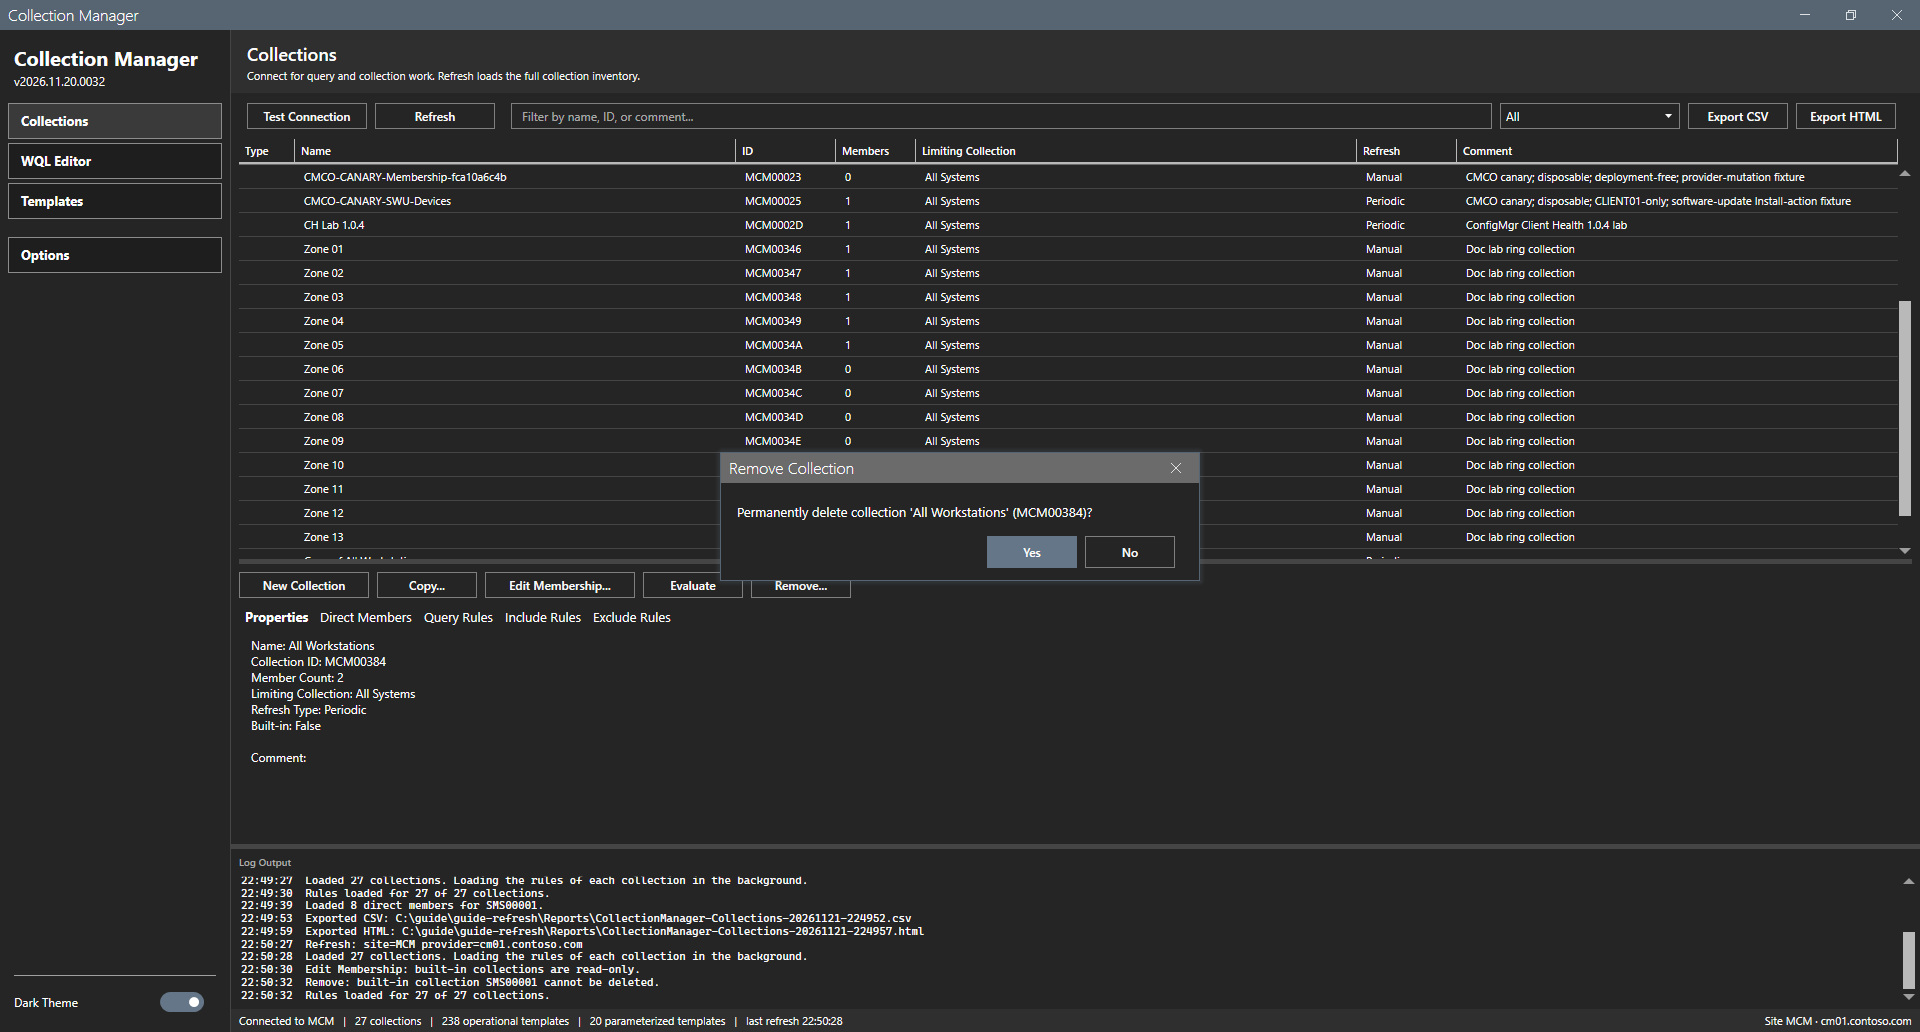 Collection Manager
Collection Manager
v2026.11.20.0032
Collections
WQL Editor
Templates
Options
Dark Theme
Collections
Connect for query and collection work. Refresh loads the full collection inventory.
Test Connection Refresh Filter by name, ID, or comment... All Export CSV Export HTML
Type Name ID Members Limiting Collection Refresh Comment
CMCO-CANARY-Membership-fca10a6c4b MCM00023 0 All Systems Manual CMCO canary; disposable; deployment-free; provider-mutation fixture
CMCO-CANARY-SWU-Devices MCM00025 1 All Systems Periodic CMCO canary; disposable; CLIENT01-only; software-update Install-action fixture
CH Lab 1.0.4 MCM0002D 1 All Systems Periodic ConfigMgr Client Health 1.0.4 lab
Zone 01 MCM00346 1 All Systems Manual Doc lab ring collection
Zone 02 MCM00347 1 All Systems Manual Doc lab ring collection
Zone 03 MCM00348 1 All Systems Manual Doc lab ring collection
Zone 04 MCM00349 1 All Systems Manual Doc lab ring collection
Zone 05 MCM0034A 1 All Systems Manual Doc lab ring collection
Zone 06 MCM0034B 0 All Systems Manual Doc lab ring collection
Zone 07 MCM0034C 0 All Systems Manual Doc lab ring collection
Zone 08 MCM0034D 0 All Systems Manual Doc lab ring collection
Zone 09 MCM0034E 0 All Systems Manual Doc lab ring collection
Zone 10 Manual Doc lab ring collection
Zone 11 Manual Doc lab ring collection
Zone 12 Manual Doc lab ring collection
Zone 13 Manual Doc lab ring collection
Remove Collection
Permanently delete collection 'All Workstations' (MCM00384)?
Yes No
New Collection Copy... Edit Membership... Evaluate Remove...
Properties Direct Members Query Rules Include Rules Exclude Rules
Name: All Workstations
Collection ID: MCM00384
Member Count: 2
Limiting Collection: All Systems
Refresh Type: Periodic
Built-in: False
Comment:
Log Output
22:49:27 Loaded 27 collections. Loading the rules of each collection in the background.
22:49:30 Rules loaded for 27 of 27 collections.
22:49:39 Loaded 8 direct members for SMS00001.
22:49:53 Exported CSV: C:\guide\guide-refresh\Reports\CollectionManager-Collections-20261121-224952.csv
22:49:59 Exported HTML: C:\guide\guide-refresh\Reports\CollectionManager-Collections-20261121-224957.html
22:50:27 Refresh: site=MCM provider=cm01.contoso.com
22:50:28 Loaded 27 collections. Loading the rules of each collection in the background.
22:50:30 Edit Membership: built-in collections are read-only.
22:50:32 Remove: built-in collection SMS00001 cannot be deleted.
22:50:32 Rules loaded for 27 of 27 collections.
Connected to MCM | 27 collections | 238 operational templates | 20 parameterized templates | last refresh 22:50:28
Site MCM · cm01.contoso.com